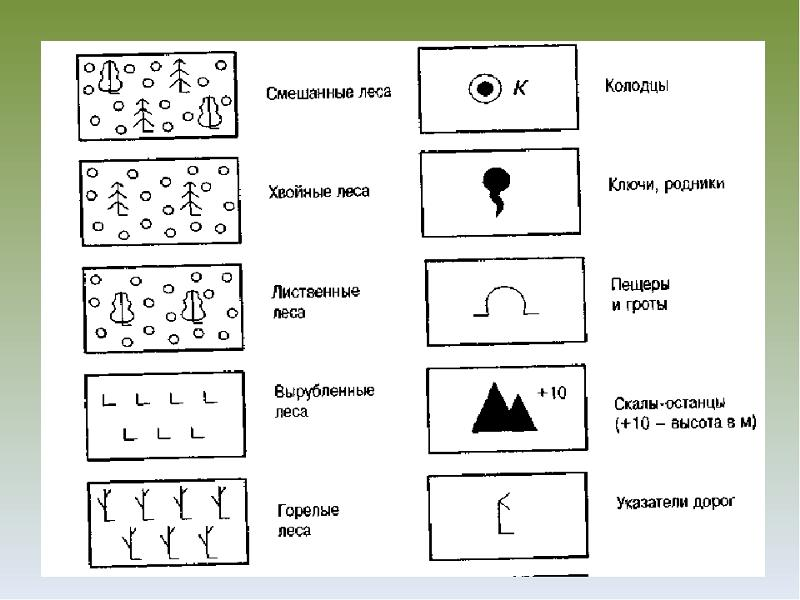 Смешанные леса
Хвойные леса
Лиственные
леса
Вырубленные
леса
Горелые
леса
К
Колодцы
Ключи, родники
Пещеры
и гроты
+10
Скалы-останцы
(+10 – высота в м)
Указатели дорог